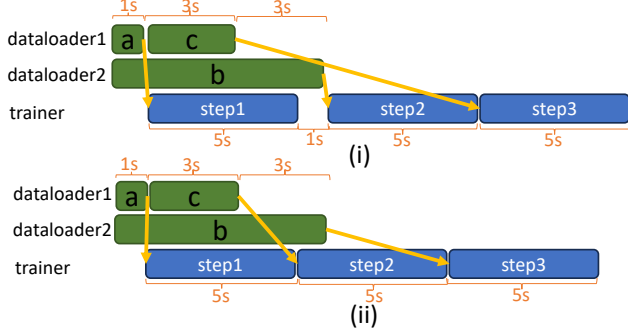 1s 3s 3s
dataloader1 a c
dataloader2 b
trainer step1 step2 step3
5s 1s 5s 5s
(i)
1s 3s 3s
dataloader1 a c
dataloader2 b
trainer step1 step2 step3
5s 5s 5s
(ii)